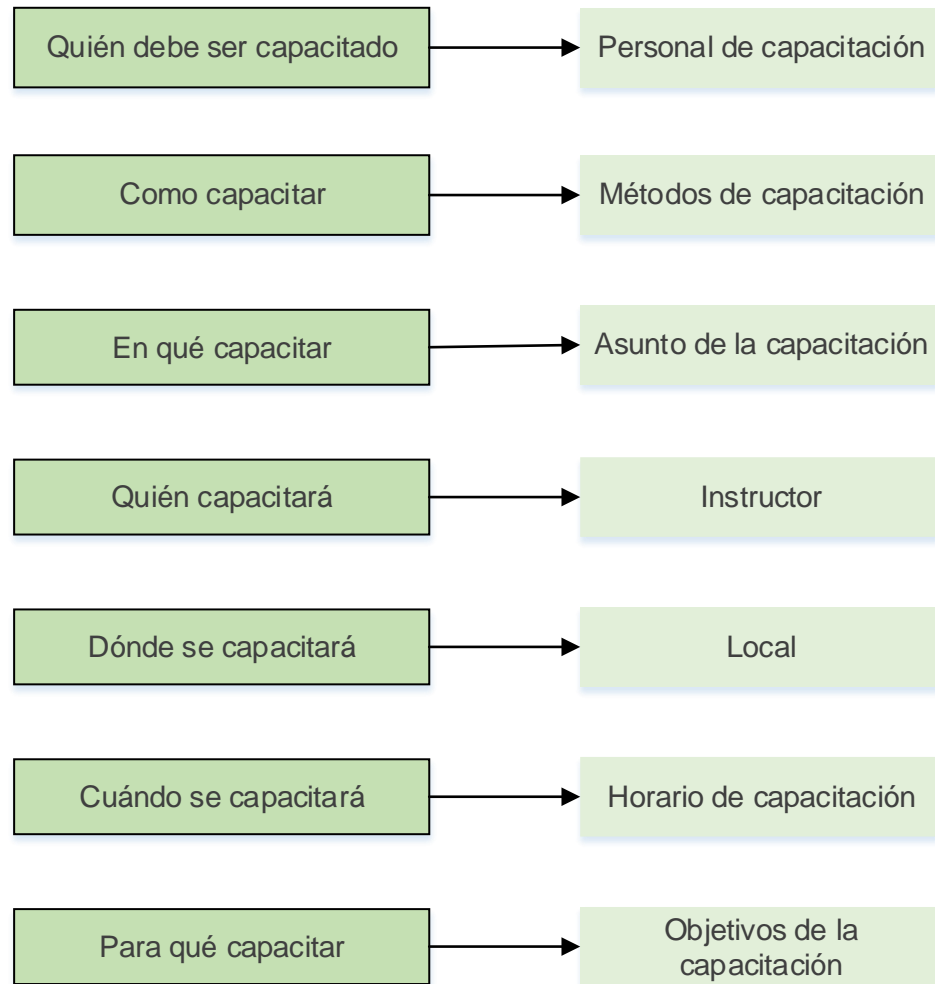 Quién debe ser capacitado
Personal de capacitación
Como capacitar
Métodos de capacitación
En qué capacitar
Asunto de la capacitación
Quién capacitará
Instructor
Dónde se capacitará
Local
Cuándo se capacitará
Horario de capacitación
Para qué capacitar
Objetivos de la
capacitación